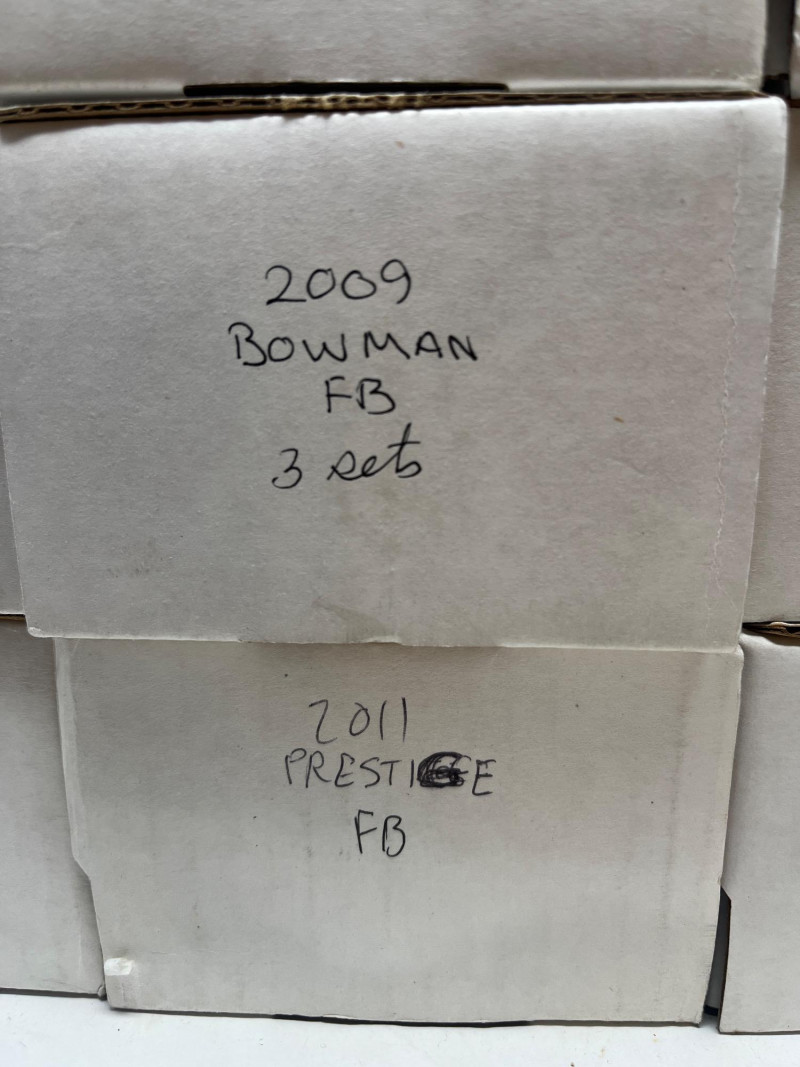 2009
BOWMAN
FB
3 sets
2011
PRESTIGE
FB